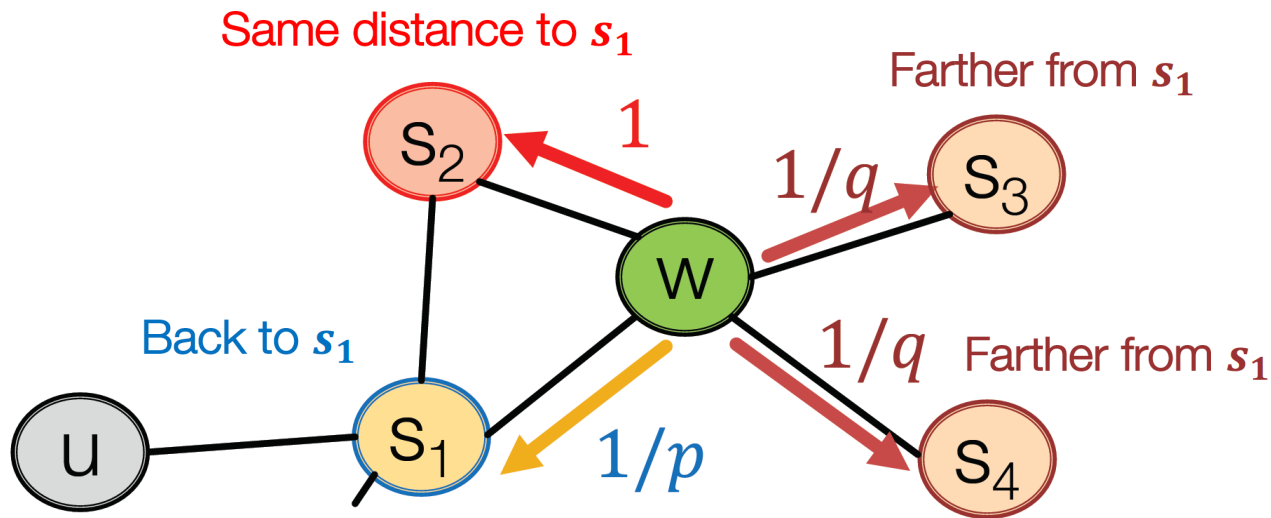 Same distance to s₁
Farther from s₁
S₂
1
1/q
S₃
W
Back to s₁
1/q
Farther from s₁
u
S₁
1/p
S₄